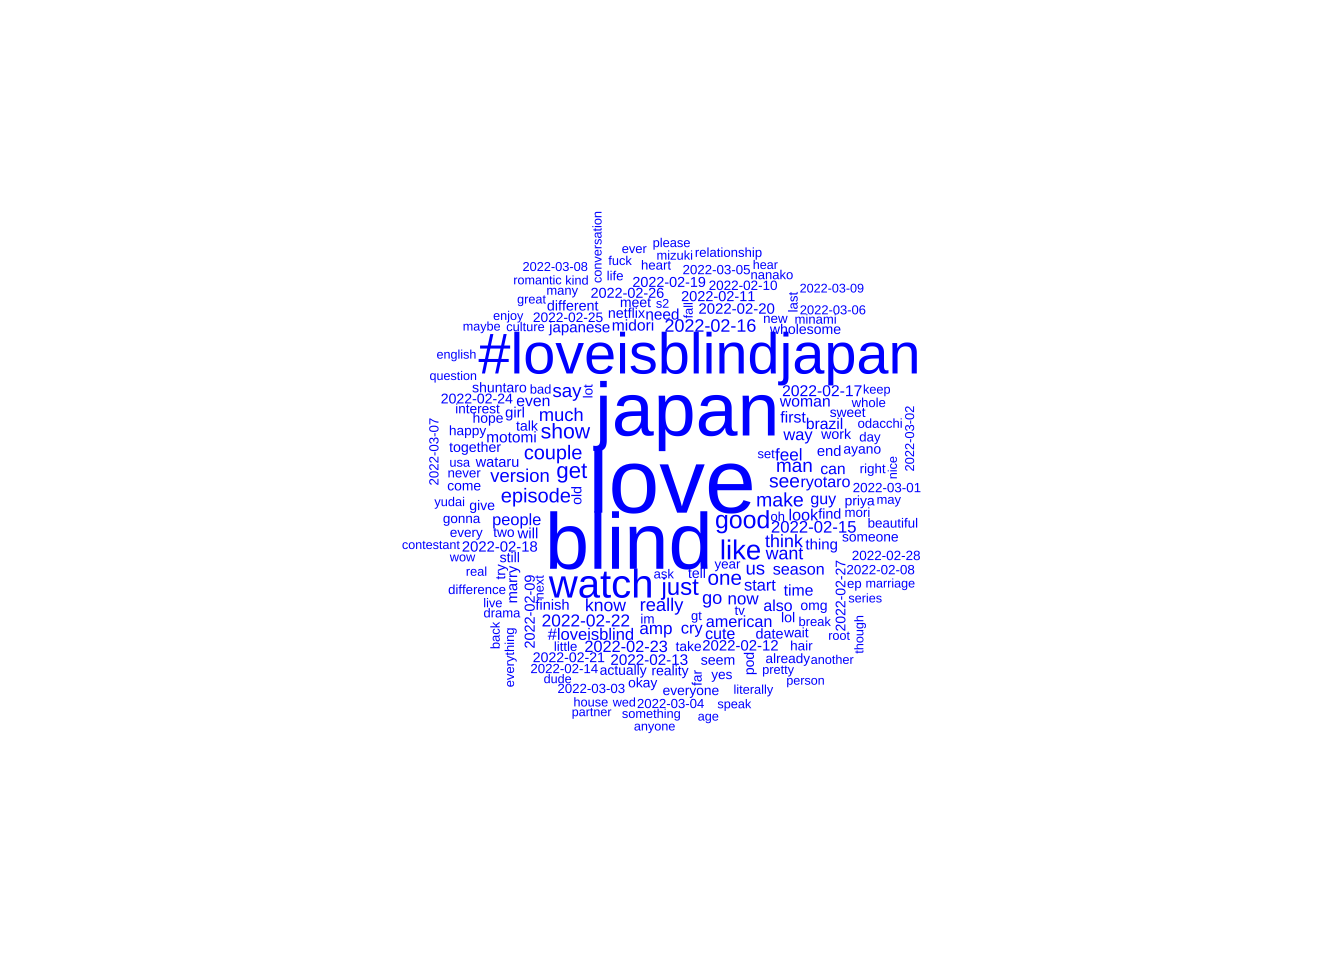 conversation
ever please
mizuki relationship
fuck heart hear
2022-03-08 2022-03-05 nanako
romantic kind life 2022-02-19 2022-02-10 2022-03-09
many 2022-02-26 2022-02-11 last
great different meet s2 fall 2022-02-20 2022-03-06
enjoy 2022-02-25 netflix need new minami
maybe culture japanese midori 2022-02-16 wholesome
english #loveisblindjapan
question
shuntaro bad say lot 2022-02-17 keep
2022-02-24 even japan woman whole
interest girl much first sweet 2022-03-02
hope talk brazil odacchi
happy motomi show way work day
2022-03-07 together couple set feel end ayano
usa wataru love man can right nice
never version get see ryotaro
come episode old make guy 2022-03-01
yudai give priya may
gonna people blind good oh look find mori
every two will 2022-02-15 beautiful
contestant 2022-02-18 like think thing someone
wow still want 2022-02-28
real try watch ask tell year us season 2022-02-27 2022-02-08
difference marry next just one start time ep marriage
live 2022-02-09 finish know really go now also omg series
drama im gt tv
2022-02-22 amp cry american lol break
back #loveisblind cute date wait root though
everything little 2022-02-23 take 2022-02-12 hair
2022-02-21 2022-02-13 seem pod already another
2022-02-14 actually reality far yes pretty
dude okay person
2022-03-03 everyone literally
house wed 2022-03-04 speak
partner something age
anyone